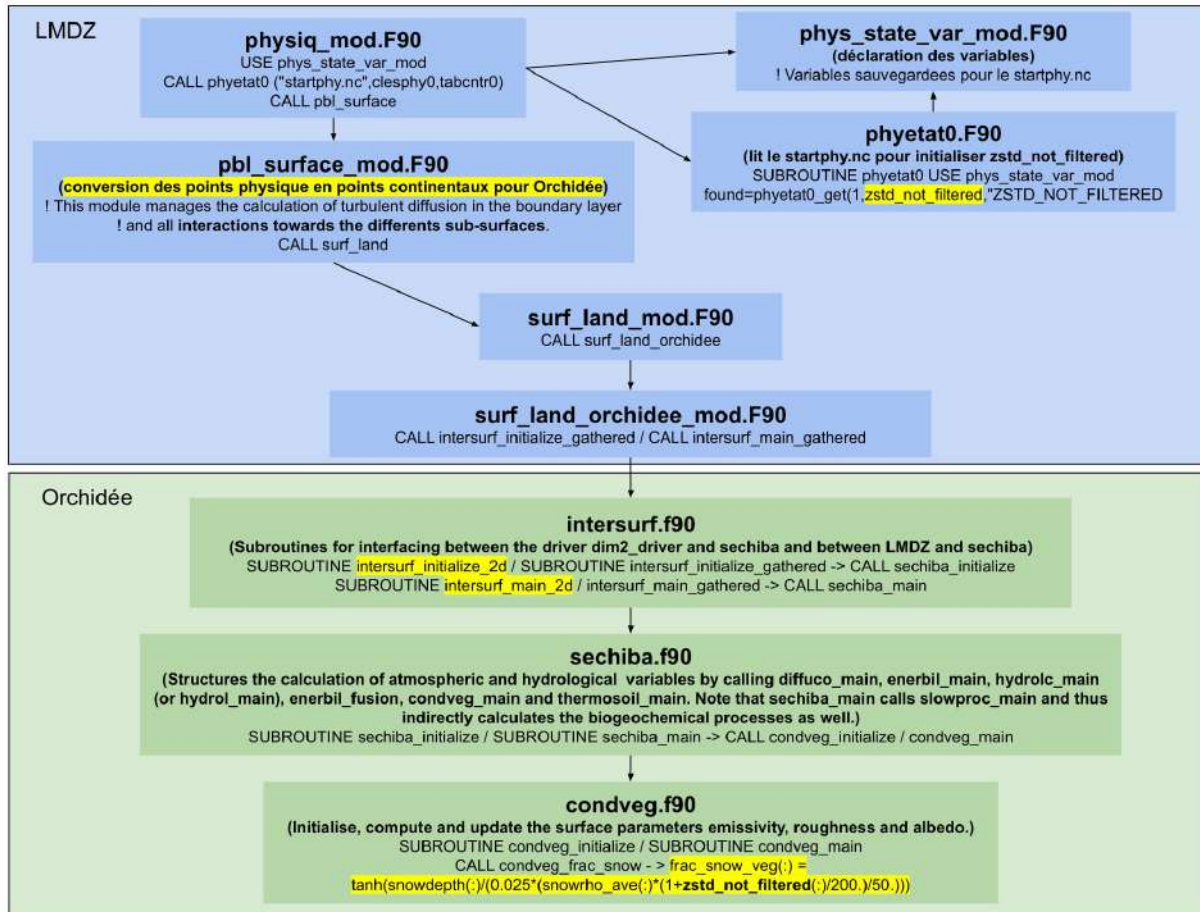 LMDZ
physiq_mod.F90
USE phys_state_var_mod
CALL phyetat0 ("startphy.nc",clesphy0,tabcntr0)
CALL pbl_surface
phys_state_var_mod.F90
(déclaration des variables)
! Variables sauvegardees pour le startphy.nc
phyetat0.F90
(lit le startphy.nc pour initialiser zstd_not_filtered)
SUBROUTINE phyetat0 USE phys_state_var_mod
found=phyetat0_get(1,zstd_not_filtered,"ZSTD_NOT_FILTERED
pbl_surface_mod.F90
(conversion des points physique en points continentaux pour Orchidée)
! This module manages the calculation of turbulent diffusion in the boundary layer
! and all interactions towards the differents sub-surfaces.
CALL surf_land
surf_land_mod.F90
CALL surf_land_orchidee
surf_land_orchidee_mod.F90
CALL intersurf_initialize_gathered / CALL intersurf_main_gathered
Orchidée
intersurf.f90
(Subroutines for interfacing between the driver dim2_driver and sechiba and between LMDZ and sechiba)
SUBROUTINE intersurf_initialize_2d / SUBROUTINE intersurf_initialize_gathered -> CALL sechiba_initialize
SUBROUTINE intersurf_main_2d / intersurf_main_gathered -> CALL sechiba_main
sechiba.f90
(Structures the calculation of atmospheric and hydrological variables by calling diffuco_main, enerbil_main, hydrolc_main
(or hydrol_main), enerbil_fusion, condveg_main and thermosoil_main. Note that sechiba_main calls slowproc_main and thus
indirectly calculates the biogeochemical processes as well.)
SUBROUTINE sechiba_initialize / SUBROUTINE sechiba_main -> CALL condveg_initialize / condveg_main
condveg.f90
(Initialise, compute and update the surface parameters emissivity, roughness and albedo.)
SUBROUTINE condveg_initialize / SUBROUTINE condveg_main
CALL condveg_frac_snow - > frac_snow_veg(:) =
tanh(snowdepth(:)/(0.025*(snowrho_ave(:)*(1+zstd_not_filtered(:)/200.)/50.)))